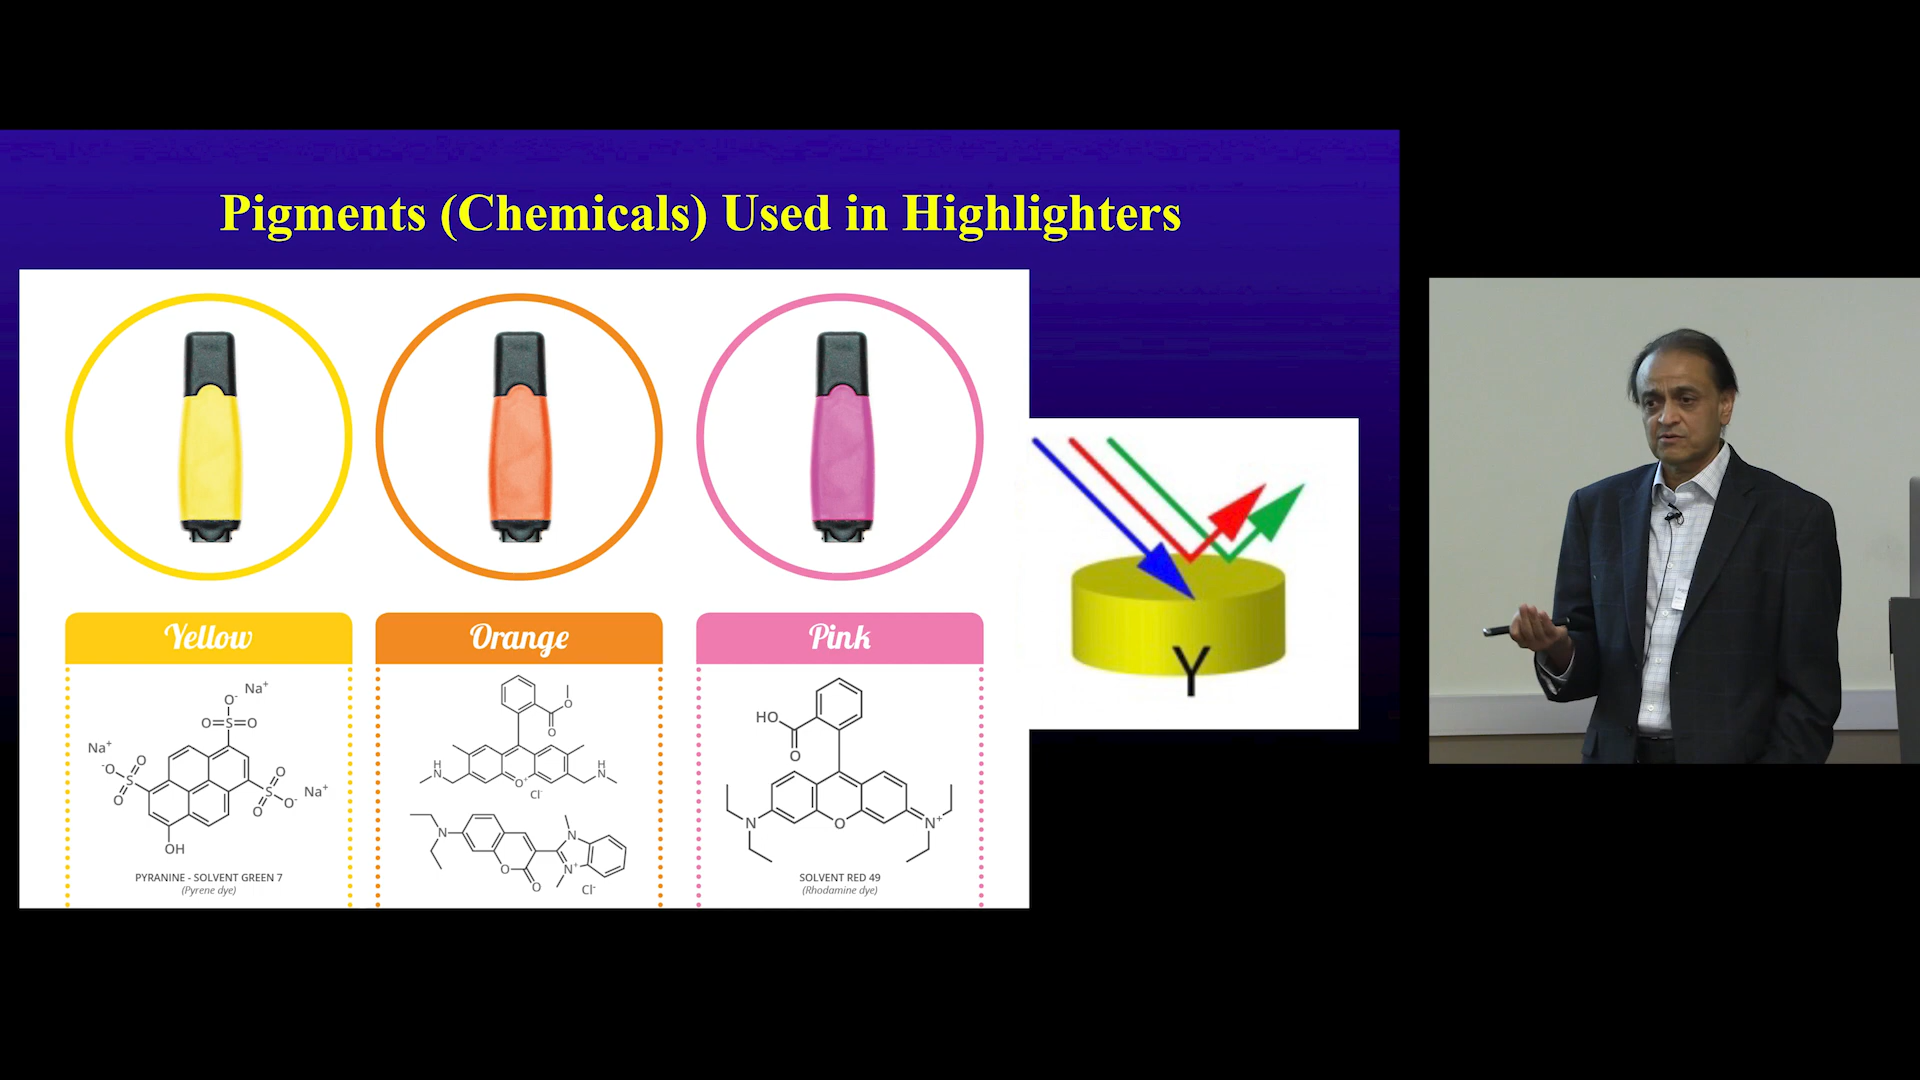 Pigments (Chemicals) Used in Highlighters
Yellow
Orange
Pink
Na⁺
O⁻
O=S=O
Na⁺
⁻O
O
S
O
O
S
O⁻
O
Na⁺
OH
PYRANINE - SOLVENT GREEN 7
(Pyrene dye)
O
O
H
N
H
N
O⁺
Cl⁻
N
O
O
N
N⁺
Cl⁻
HO
O
N
O
N⁺
SOLVENT RED 49
(Rhodamine dye)
Y